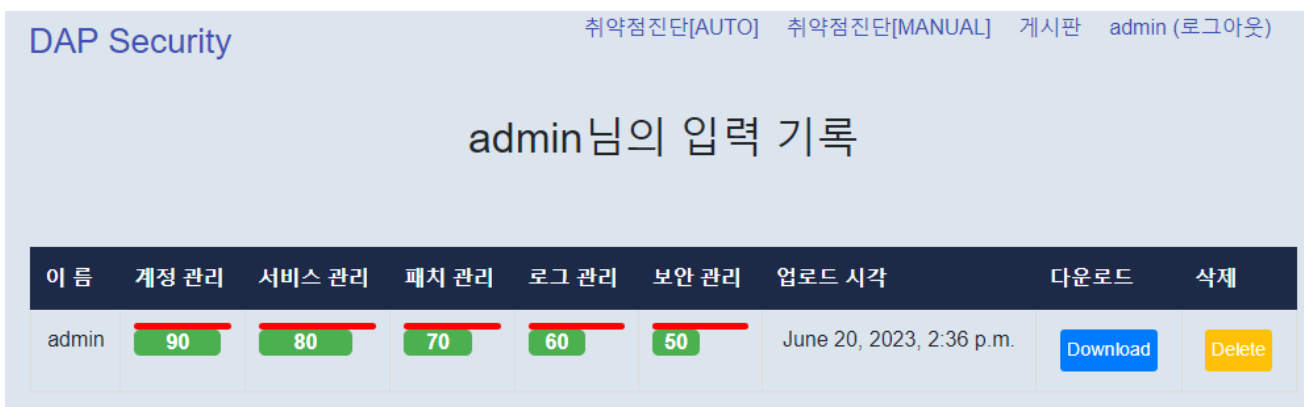 DAP Security 취약점진단[AUTO] 취약점진단[MANUAL] 게시판 admin (로그아웃)
admin님의 입력 기록
이 름 계정 관리 서비스 관리 패치 관리 로그 관리 보안 관리 업로드 시각 다운로드 삭제
admin 90 80 70 60 50 June 20, 2023, 2:36 p.m. Download Delete